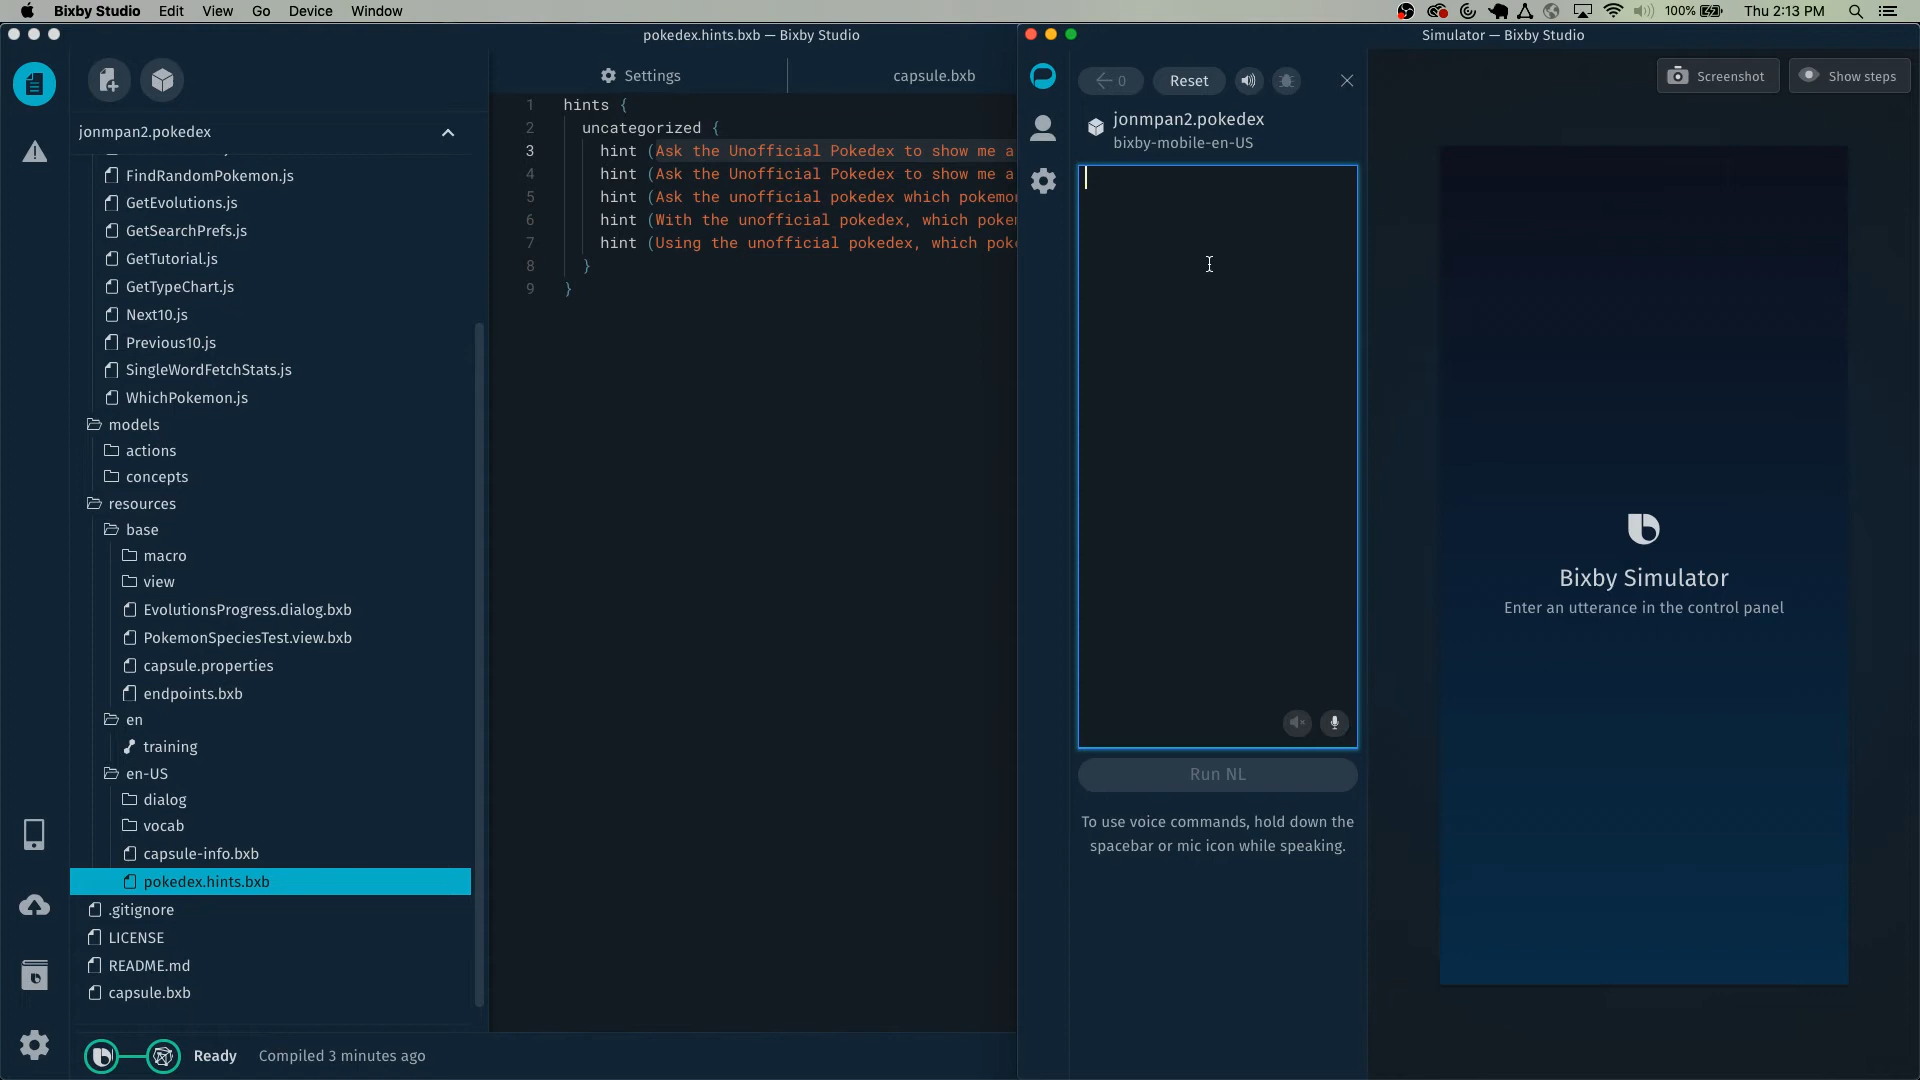 Bixby Studio Edit View Go Device Window
100% Thu 2:13 PM
pokedex.hints.bxb — Bixby Studio
Settings
capsule.bxb
jonmpan2.pokedex
FindRandomPokemon.js
GetEvolutions.js
GetSearchPrefs.js
GetTutorial.js
GetTypeChart.js
Next10.js
Previous10.js
SingleWordFetchStats.js
WhichPokemon.js
models
actions
concepts
resources
base
macro
view
EvolutionsProgress.dialog.bxb
PokemonSpeciesTest.view.bxb
capsule.properties
endpoints.bxb
en
training
en-US
dialog
vocab
capsule-info.bxb
pokedex.hints.bxb
.gitignore
LICENSE
README.md
capsule.bxb
Ready Compiled 3 minutes ago
1 hints {
2 uncategorized {
3 hint (Ask the Unofficial Pokedex to show me a
4 hint (Ask the Unofficial Pokedex to show me a
5 hint (Ask the unofficial pokedex which pokemon
6 hint (With the unofficial pokedex, which
7 hint (Using the unofficial pokedex, which
8 }
9 }
Simulator — Bixby Studio
0 Reset
jonmpan2.pokedex
bixby-mobile-en-US
Run NL
To use voice commands, hold down the
spacebar or mic icon while speaking.
Screenshot
Show steps
Bixby Simulator
Enter an utterance in the control panel